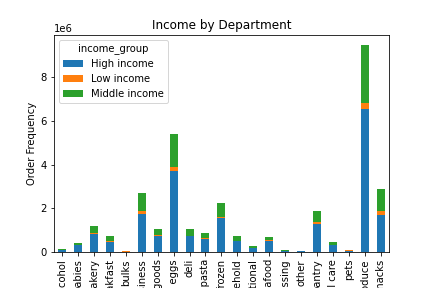 Income by Department
1e6
income_group
High income
Low income
Middle income
Order Frequency
8
6
4
2
0
cohol
abies
akery
kfast
bulks
iness
goods
eggs
deli
pasta
rozen
ehold
tional
afood
ssing
other
antry
l care
pets
oduce
nacks